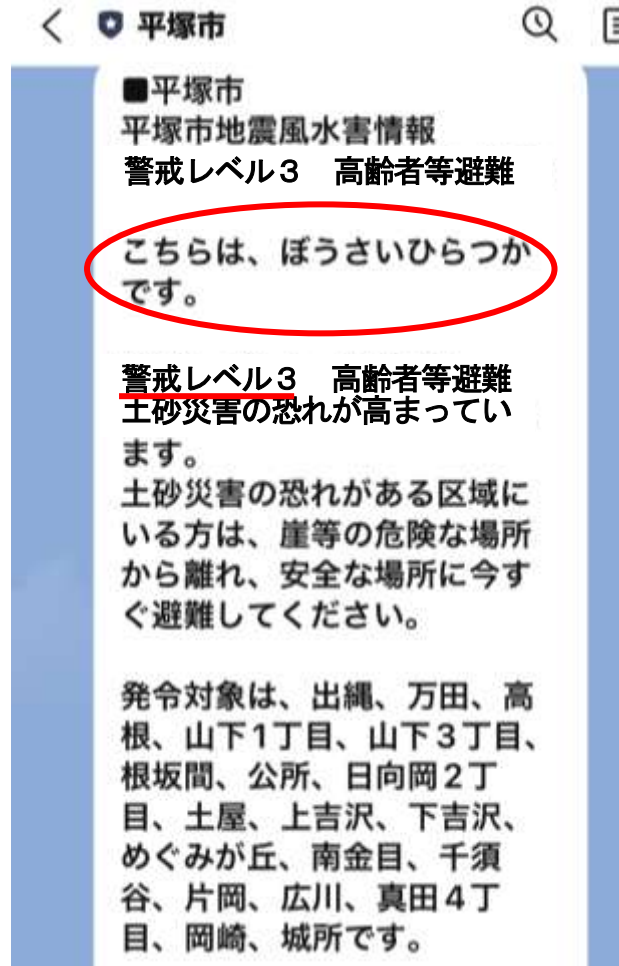 平塚市
■平塚市
平塚市地震風水害情報
警戒レベル３　高齢者等避難
こちらは、ぼうさいひらつか
です。
警戒レベル３　高齢者等避難
土砂災害の恐れが高まってい
ます。
土砂災害の恐れがある区域に
いる方は、崖等の危険な場所
から離れ、安全な場所に今す
ぐ避難してください。
発令対象は、出縄、万田、高
根、山下1丁目、山下３丁目、
根坂間、公所、日向岡２丁
目、土屋、上吉沢、下吉沢、
めぐみが丘、南金目、千須
谷、片岡、広川、真田４丁
目、岡崎、城所です。